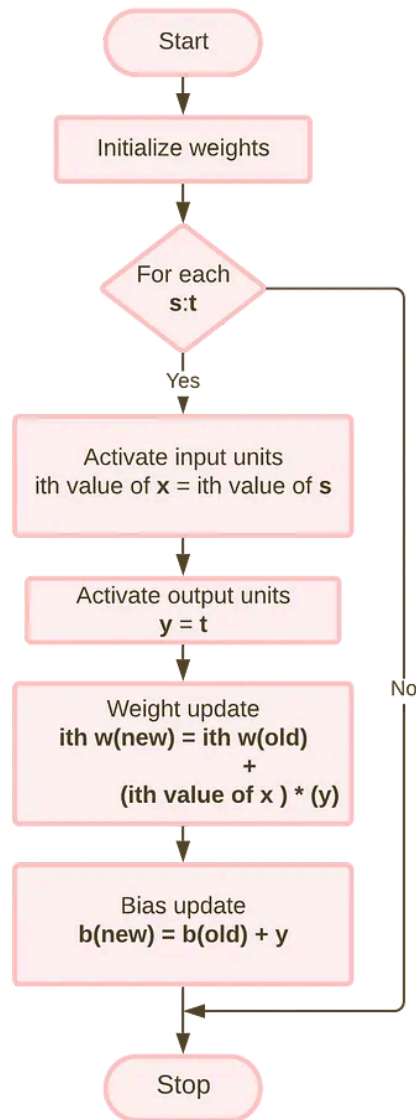 Start
Initialize weights
For each
s:t
Yes
Activate input units
ith value of x = ith value of s
Activate output units
y = t
No
Weight update
ith w(new) = ith w(old)
+
(ith value of x ) * (y)
Bias update
b(new) = b(old) + y
Stop